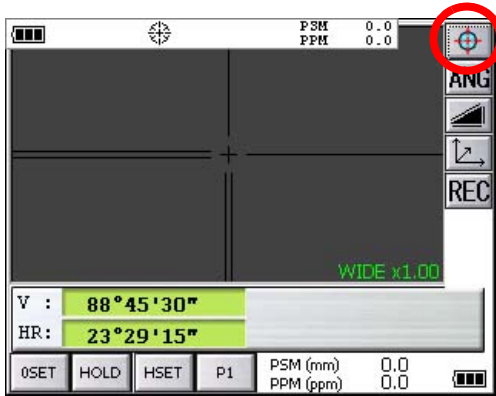 PSM 0.0
PPM 0.0
ANG
REC
WIDE x1.00
V : 88°45'30"
HR: 23°29'15"
0SET HOLD HSET P1
PSM (mm) 0.0
PPM (ppm) 0.0